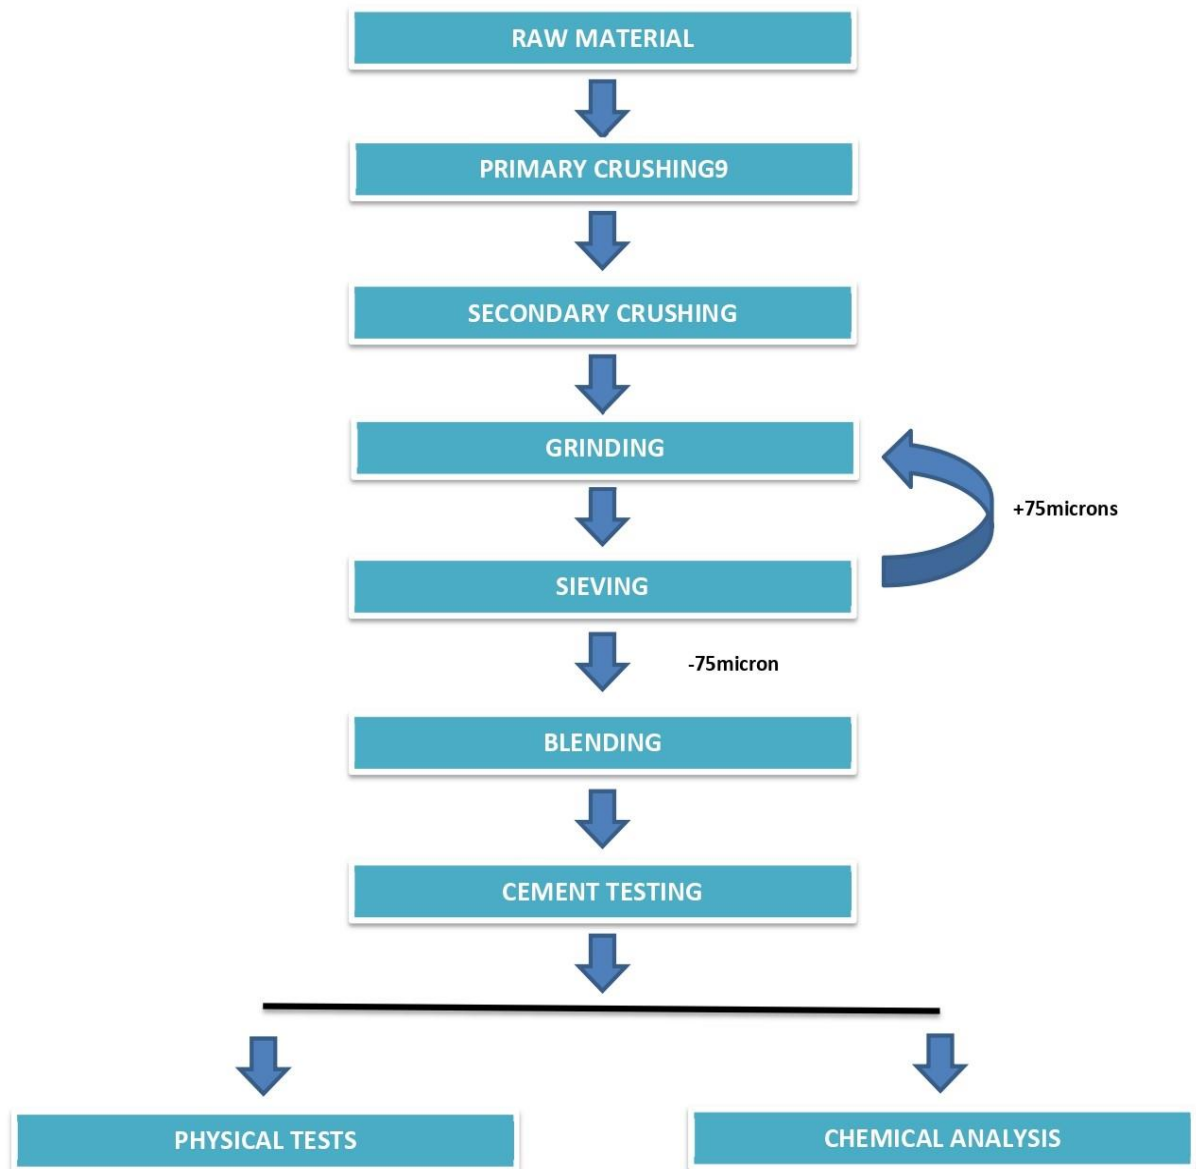 RAW MATERIAL
PRIMARY CRUSHING9
SECONDARY CRUSHING
GRINDING
+75microns
SIEVING
-75micron
BLENDING
CEMENT TESTING
PHYSICAL TESTS
CHEMICAL ANALYSIS